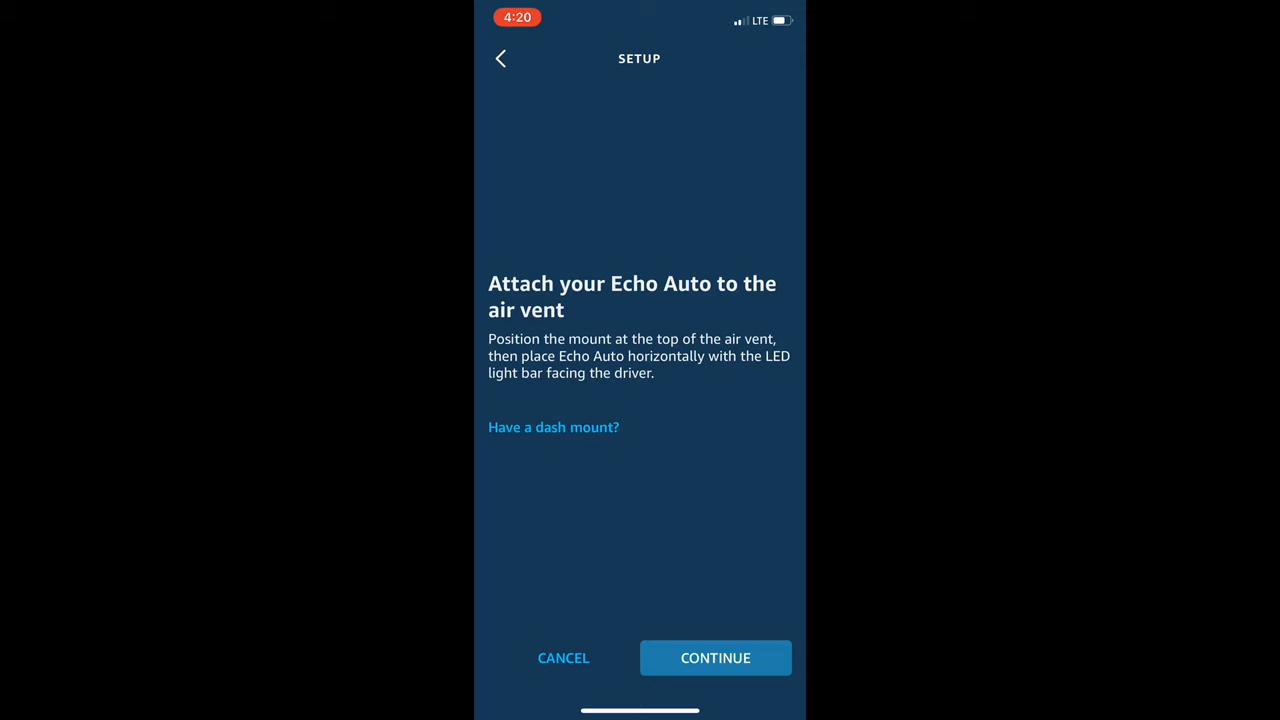 4:20
LTE
SETUP
Attach your Echo Auto to the
air vent
Position the mount at the top of the air vent,
then place Echo Auto horizontally with the LED
light bar facing the driver.
Have a dash mount?
CANCEL
CONTINUE